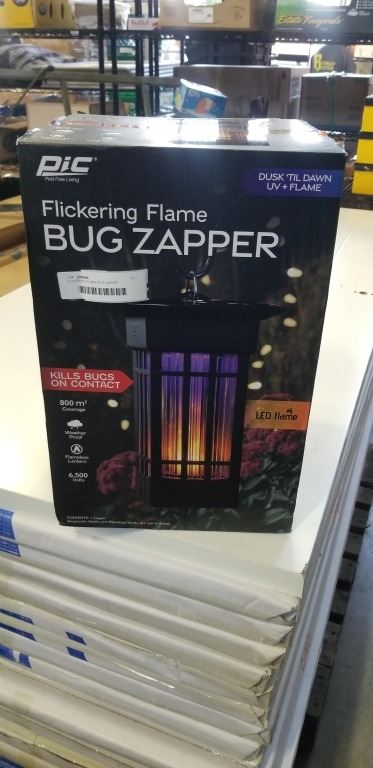 PIC
Pest Free Living
DUSK 'TIL DAWN
UV + FLAME
Flickering Flame
BUG ZAPPER
KILLS BUGS
ON CONTACT
800 m²
Coverage
Weather
Proof
Flameless
Lantern
6,500
Volts
LED flame